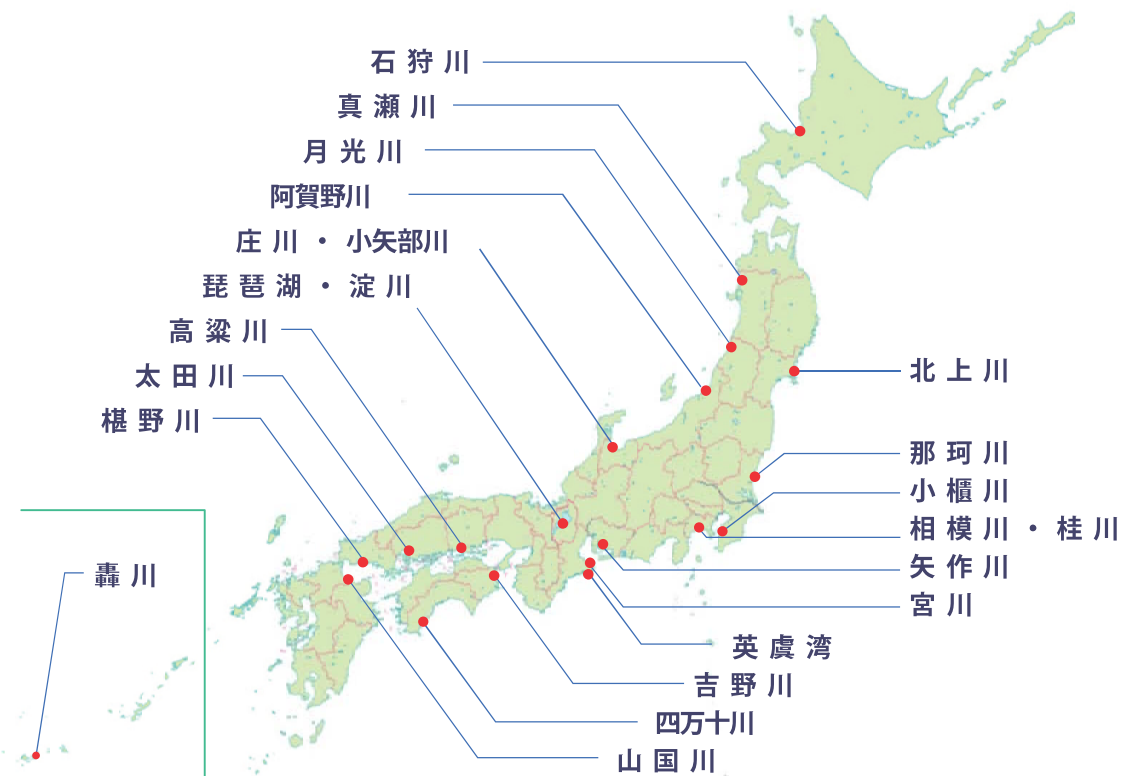 石狩川
真瀬川
月光川
阿賀野川
庄川・小矢部川
琵琶湖・淀川
高粱川
太田川
椹野川
北上川
那珂川
小櫃川
相模川・桂川
矢作川
宮川
英虞湾
吉野川
四万十川
山国川
轟川